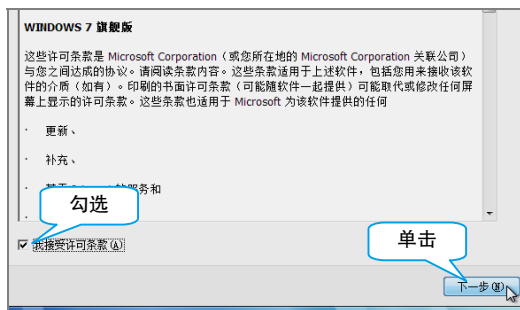 WINDOWS 7 旗舰版
这些许可条款是 Microsoft Corporation（或您所在地的 Microsoft Corporation 关联公司）
与您之间达成的协议。请阅读条款内容。这些条款适用于上述软件，包括您用来接收该软
件的介质（如有）。印刷的书面许可条款（可能随软件一起提供）可能取代或修改任何屏
幕上显示的许可条款。这些条款也适用于 Microsoft 为该软件提供的任何
· 更新、
· 补充、
· 的服务和
勾选
我接受许可条款(A)
单击
下一步(N)